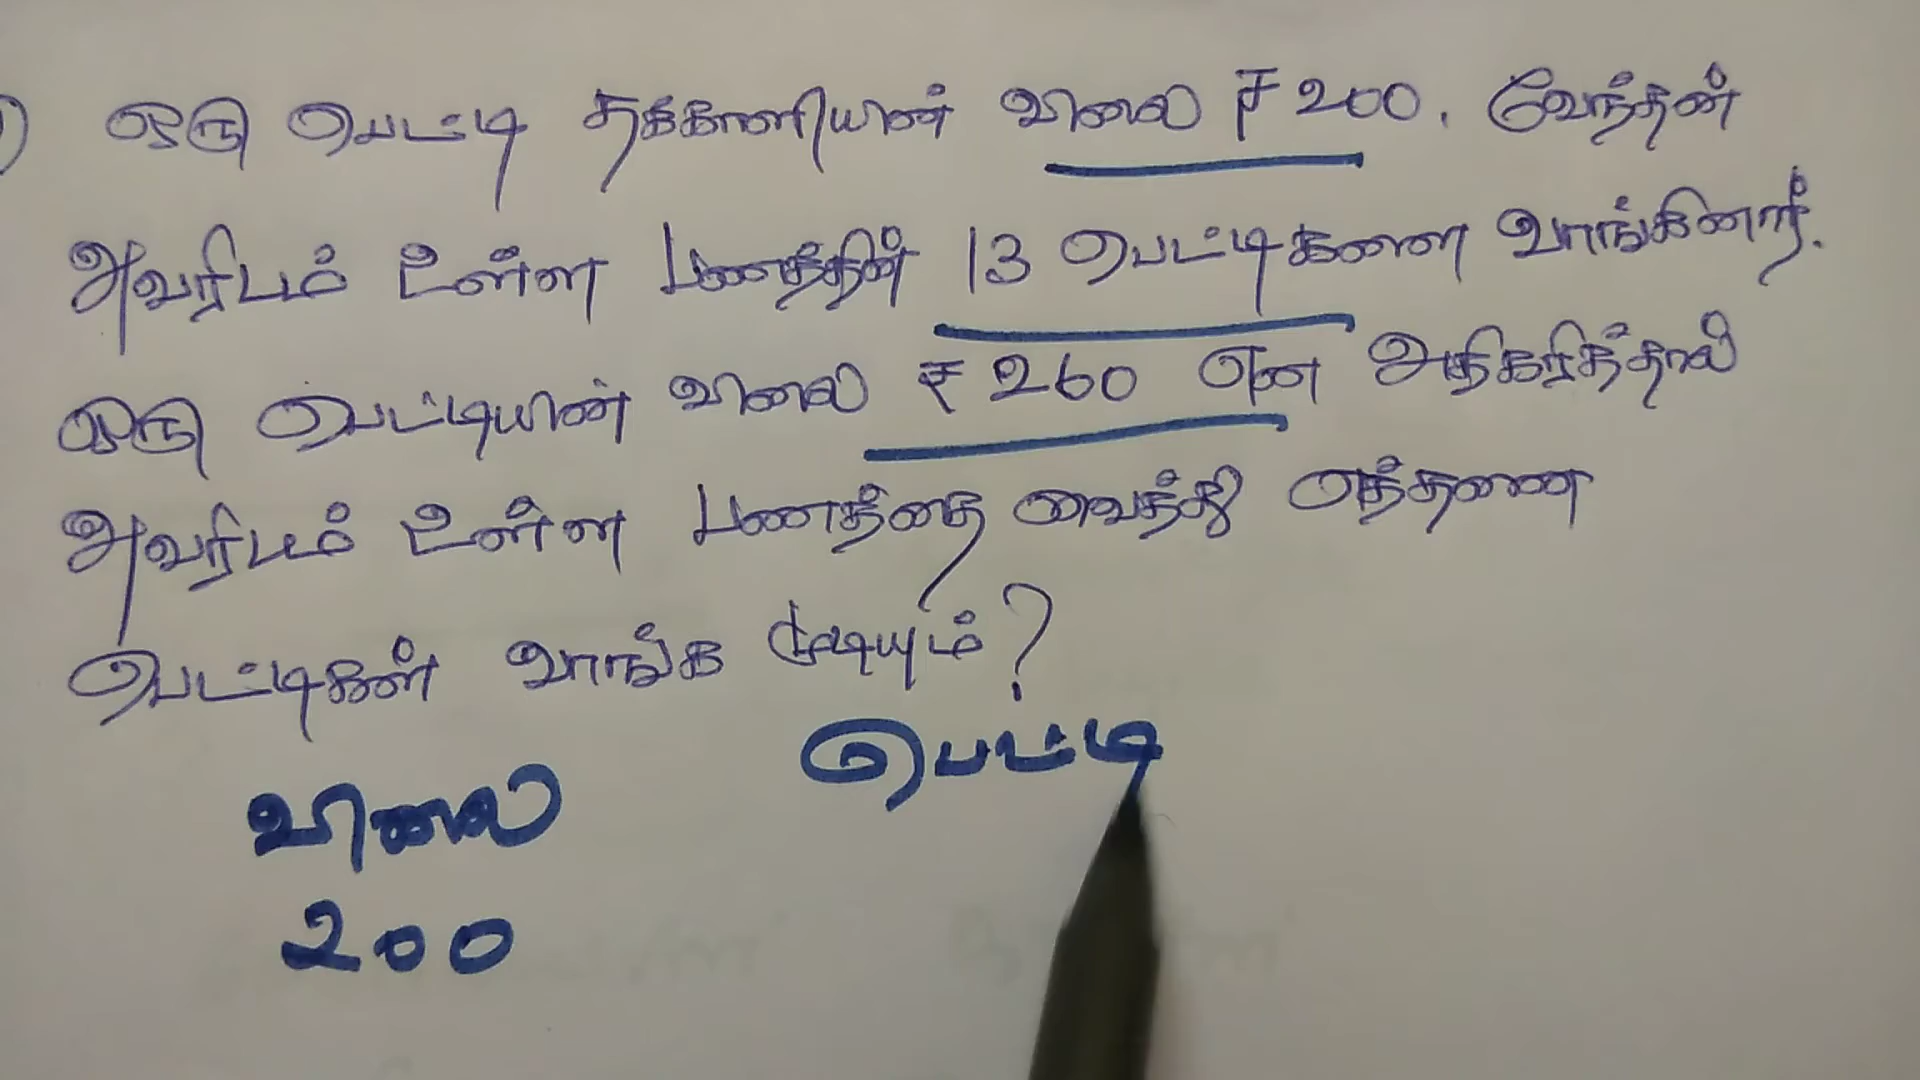 ) ஒரு பெட்டி தக்காளியின் விலை ₹ 200. வேந்தன்
அவரிடம் உள்ள பணத்தின் 13 பெட்டிகளை வாங்கினார்.
ஒரு பெட்டியின் விலை ₹ 260 என அதிகரித்தால்
அவரிடம் உள்ள பணத்தை வைத்து எத்தனை
பெட்டிகள் வாங்க முடியும்?
விலை பெட்டி
200